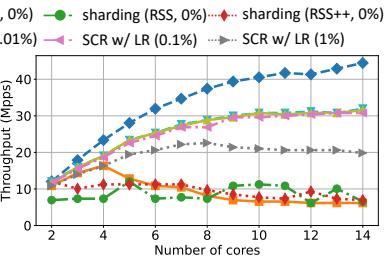 , 0%) sharding (RSS, 0%) sharding (RSS++, 0%)
.01%) SCR w/ LR (0.1%) SCR w/ LR (1%)
Throughput (Mpps)
40
30
20
10
0
2 4 6 8 10 12 14
Number of cores